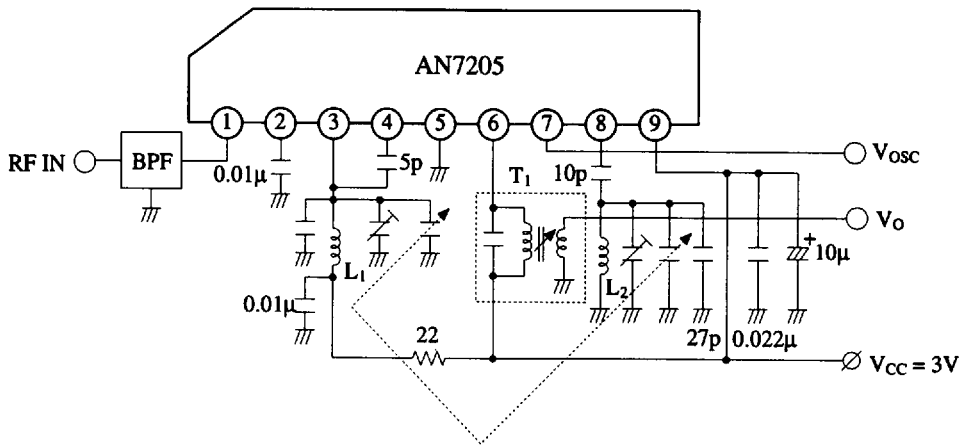 AN7205
1 2 3 4 5 6 7 8 9
RF IN
BPF
0.01μ
5p
T1
10p
VOSC
VO
+
10μ
L1
L2
0.01μ
22
27p
0.022μ
VCC = 3V